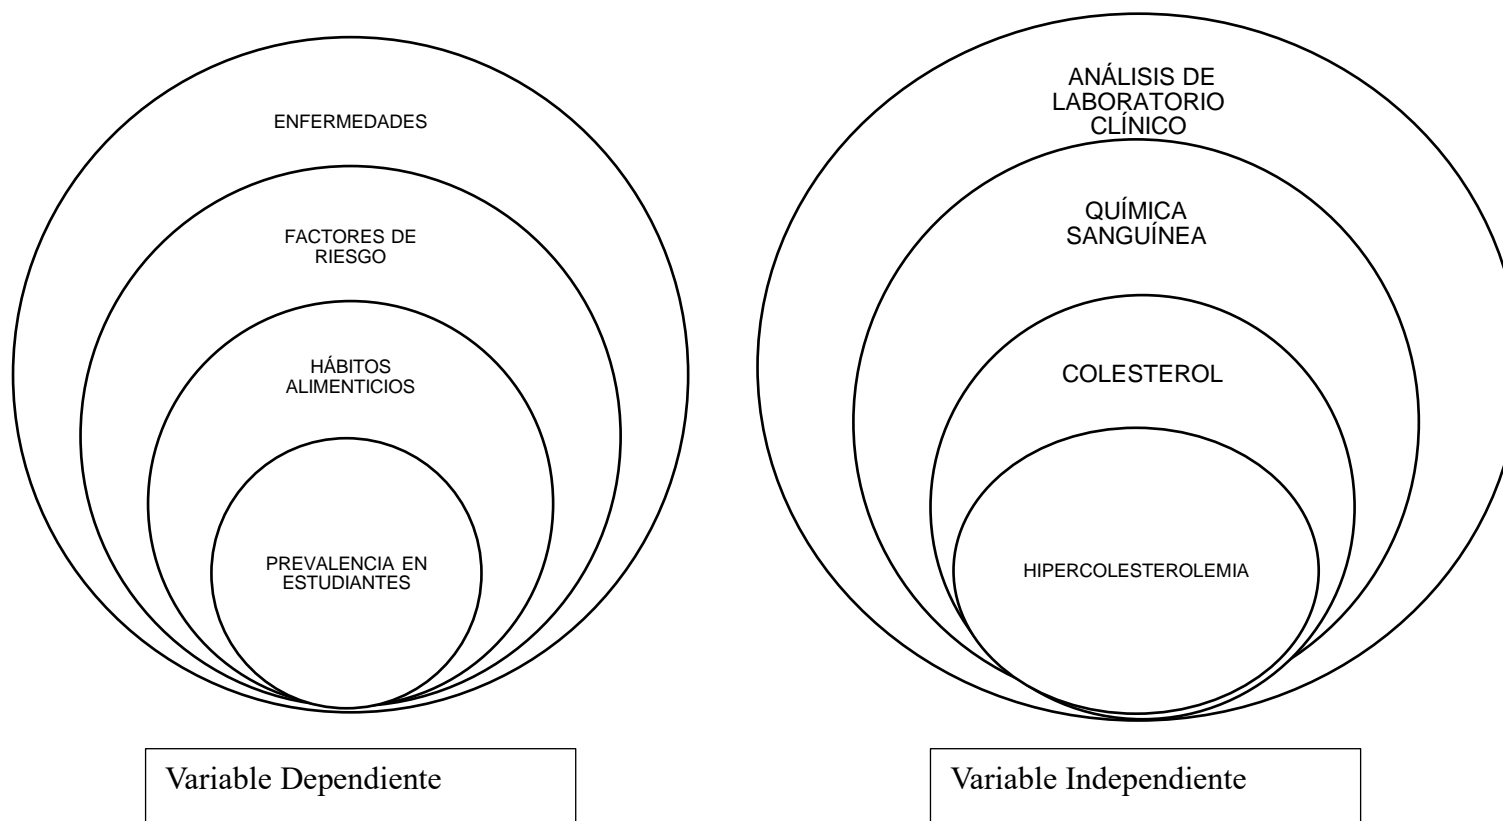 ENFERMEDADES
FACTORES DE
RIESGO
HÁBITOS
ALIMENTICIOS
PREVALENCIA EN
ESTUDIANTES
Variable Dependiente
ANÁLISIS DE
LABORATORIO
CLÍNICO
QUÍMICA
SANGUÍNEA
COLESTEROL
HIPERCOLESTEROLEMIA
Variable Independiente